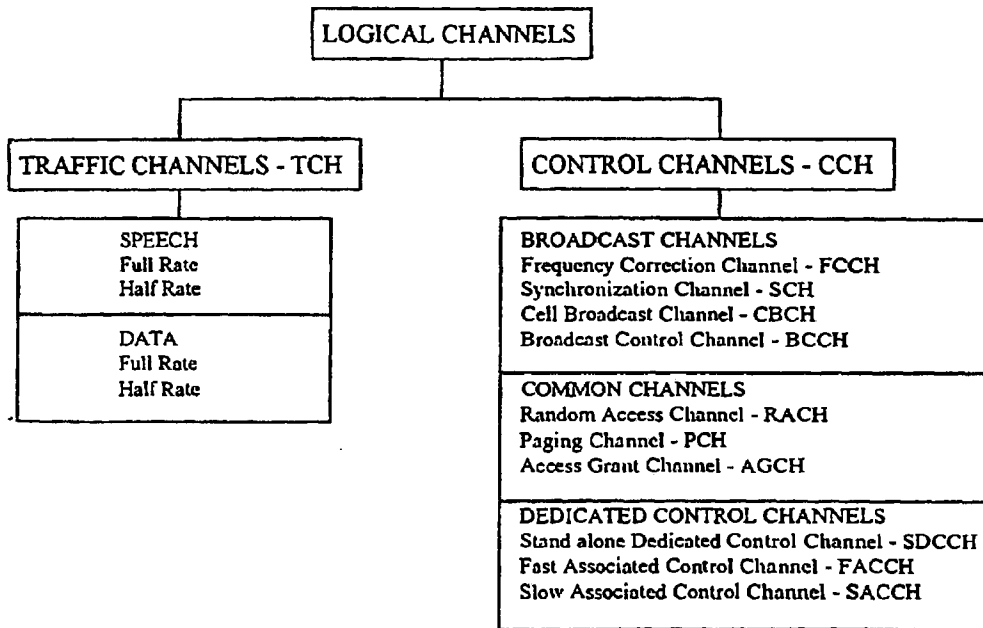 LOGICAL CHANNELS
TRAFFIC CHANNELS - TCH
SPEECH
Full Rate
Half Rate
DATA
Full Rate
Half Rate
CONTROL CHANNELS - CCH
BROADCAST CHANNELS
Frequency Correction Channel - FCCH
Synchronization Channel - SCH
Cell Broadcast Channel - CBCH
Broadcast Control Channel - BCCH
COMMON CHANNELS
Random Access Channel - RACH
Paging Channel - PCH
Access Grant Channel - AGCH
DEDICATED CONTROL CHANNELS
Stand alone Dedicated Control Channel - SDCCH
Fast Associated Control Channel - FACCH
Slow Associated Control Channel - SACCH